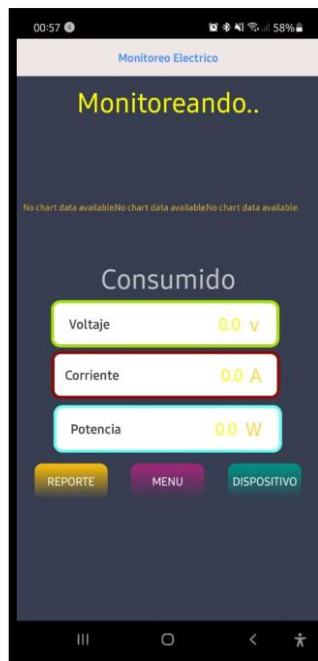 00:57 58%
Monitoreo Electrico
Monitoreando..
No chart data availableNo chart data availableNo chart data available.
Consumido
Voltaje 0.0 v
Corriente 0.0 A
Potencia 0.0 W
REPORTE MENU DISPOSITIVO